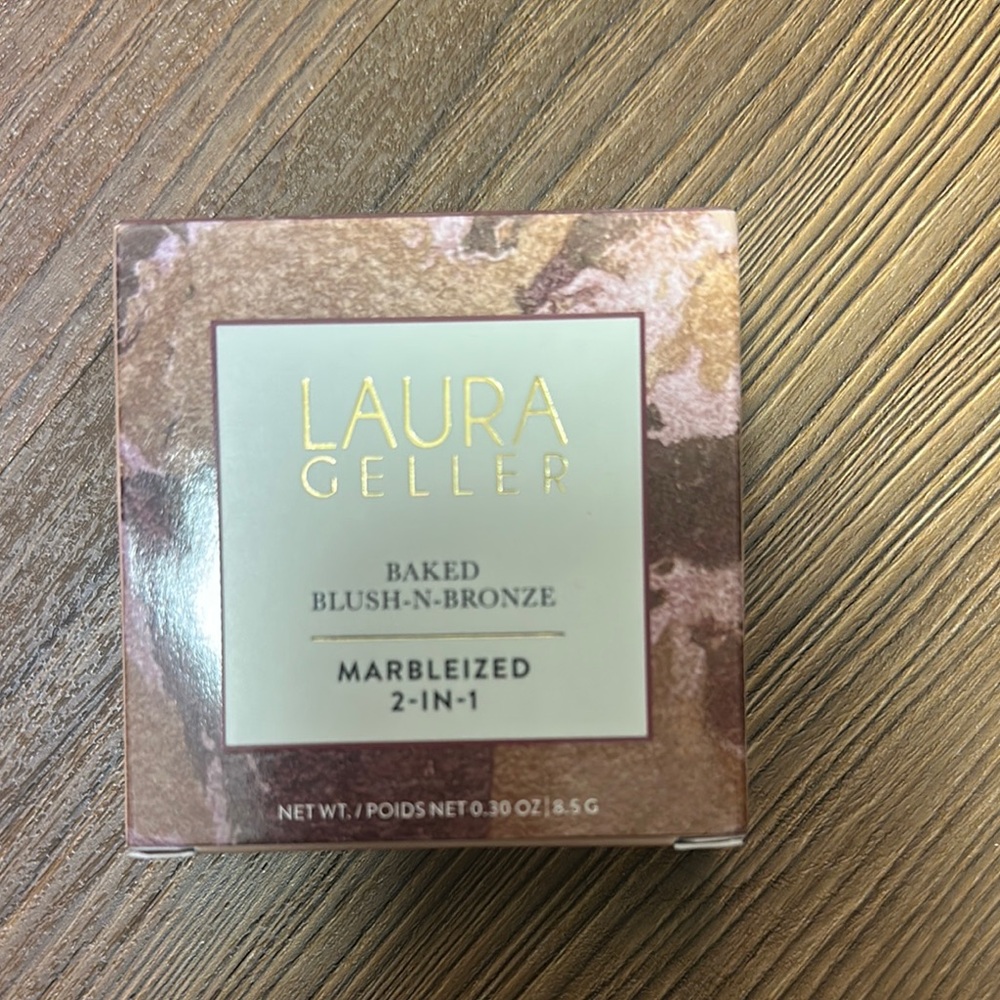 LAURA
GELLER
BAKED
BLUSH-N-BRONZE
MARBLEIZED
2-IN-1
NET WT. / POIDS NET 0.30 OZ | 8.5 G